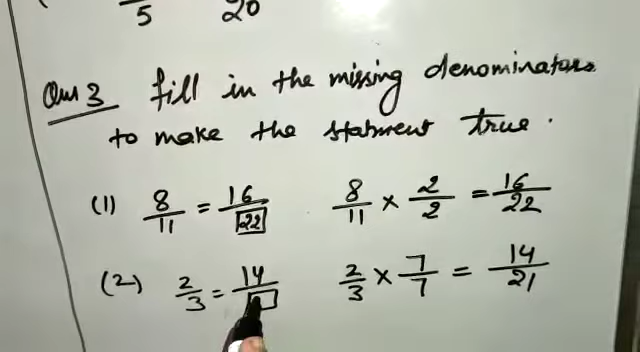 5 20
Qus 3 fill in the missing denominators
to make the statment true.
(1) 8/11 = 16/22 8/11 × 2/2 = 16/22
(2) 2/3 = 14/□ 2/3 × 7/7 = 14/21